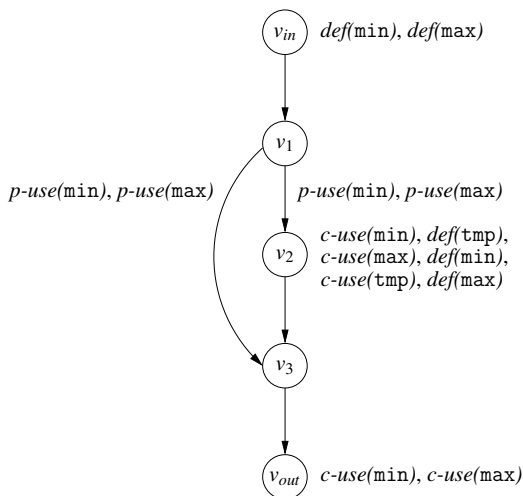 v_in def(min), def(max)
v_1
p-use(min), p-use(max) p-use(min), p-use(max)
c-use(min), def(tmp),
v_2 c-use(max), def(min),
c-use(tmp), def(max)
v_3
v_out c-use(min), c-use(max)